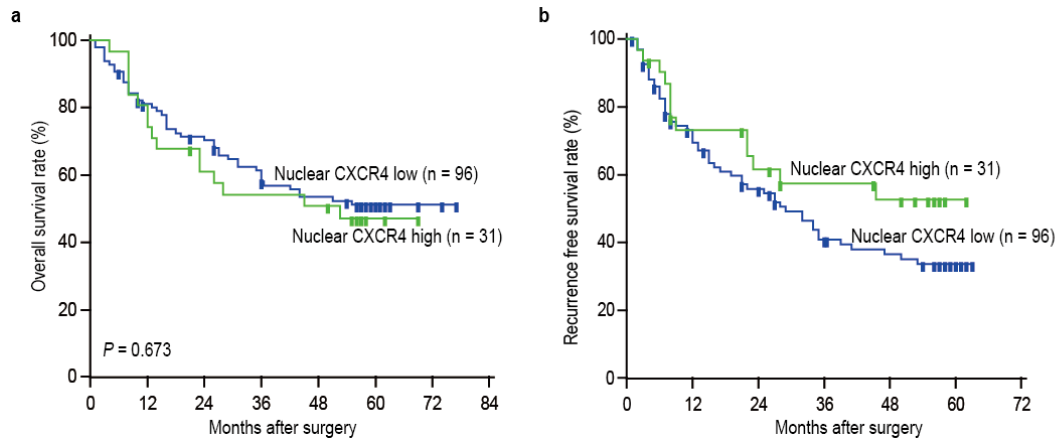 a
Overall survival rate (%)
100
80
60
40
20
0
Nuclear CXCR4 low (n = 96)
Nuclear CXCR4 high (n = 31)
P = 0.673
0 12 24 36 48 60 72 84
Months after surgery
b
Recurrence free survival rate (%)
100
80
60
40
20
0
Nuclear CXCR4 high (n = 31)
Nuclear CXCR4 low (n = 96)
0 12 24 36 48 60 72
Months after surgery